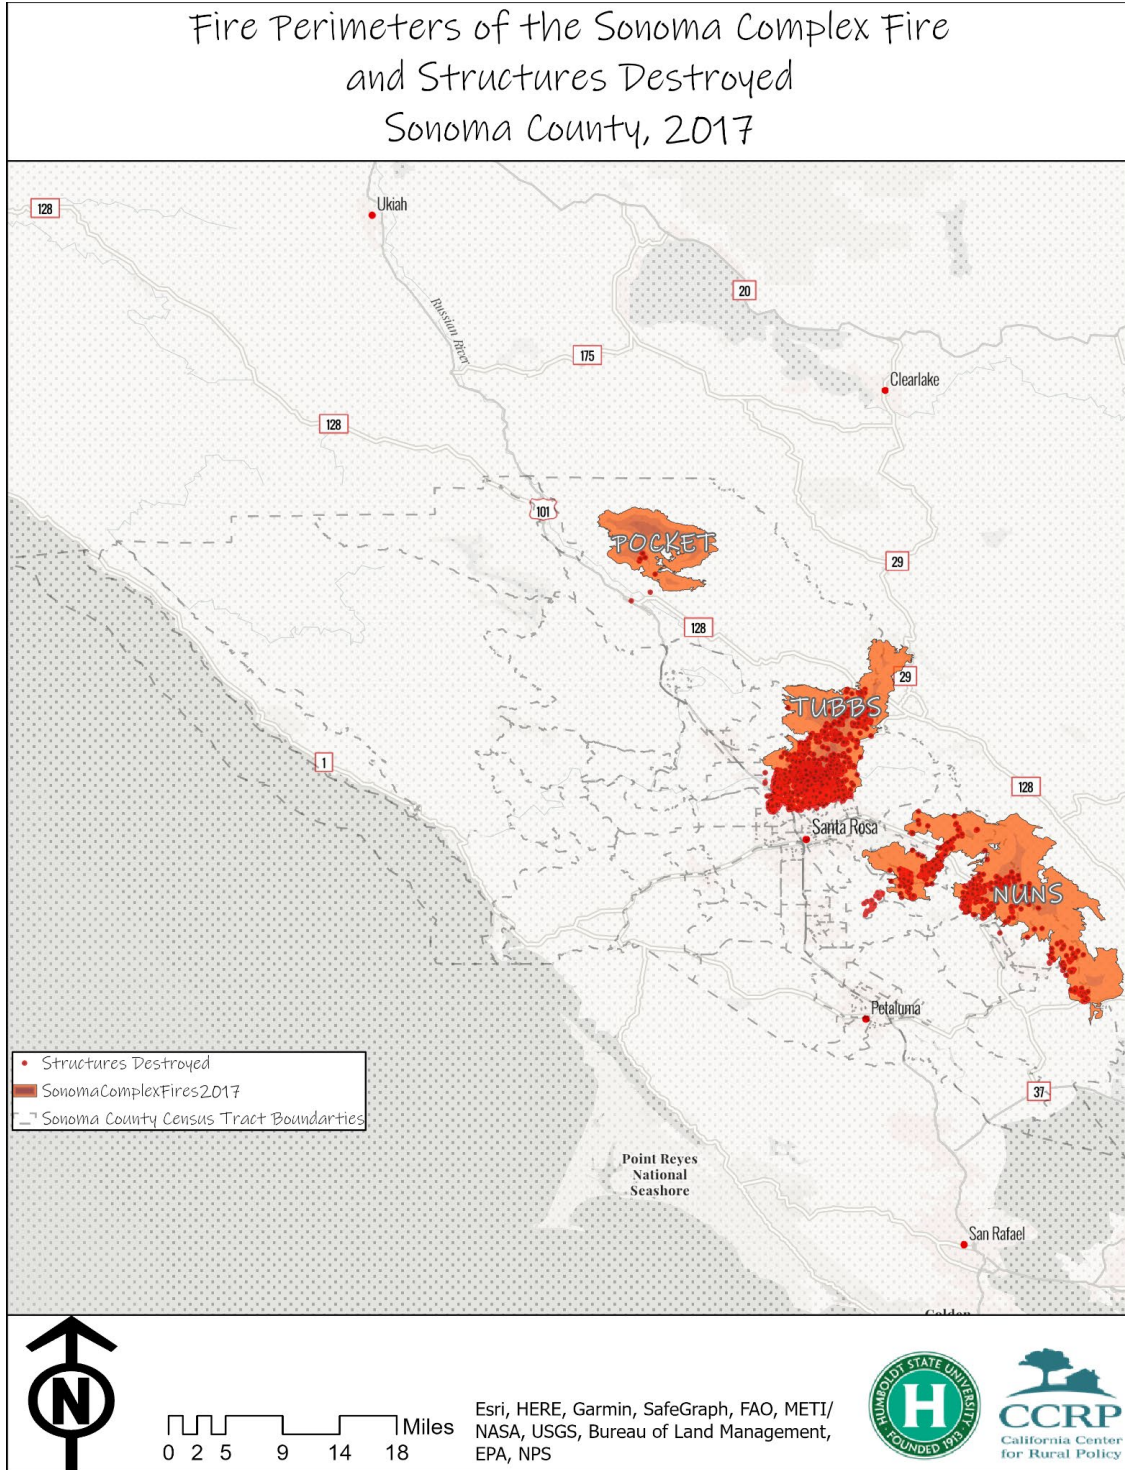 Fire Perimeters of the Sonoma Complex Fire
and Structures Destroyed
Sonoma County, 2017
128
Ukiah
20
Russian River
175
Clearlake
128
101
POCKET
29
128
29
TUBBS
1
128
Santa Rosa
NUNS
Petaluma
Structures Destroyed
SonomaComplexFires2017
Sonoma County Census Tract Boundarties
37
Point Reyes
National
Seashore
San Rafael
Golden
N
Miles
0 2 5 9 14 18
Esri, HERE, Garmin, SafeGraph, FAO, METI/
NASA, USGS, Bureau of Land Management,
EPA, NPS
HUMBOLDT STATE UNIVERSITY
H
FOUNDED 1913
CCRP
California Center
for Rural Policy